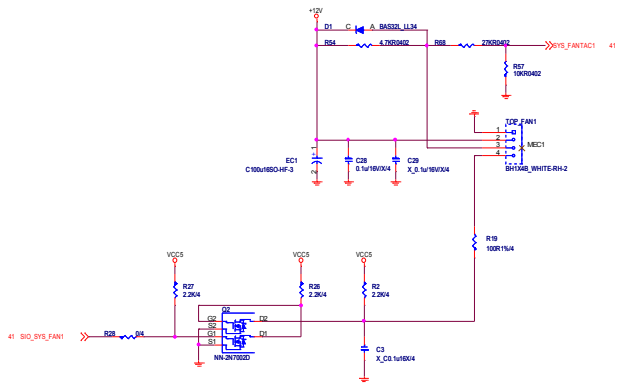 +12V
D1 C A BAS32L_LL34
R54 4.7KR0402 R68 27KR0402 SYS_FANTAC1 41
R57
10KR0402
TOP_FAN1
1
2
3
4
MEC1
BH1X4B_WHITE-RH-2
EC1
C100u16SO-HF-3
1
+
2
C28
0.1u/16V/X/4
C29
X_0.1u/16V/X/4
R19
100R1%/4
VCC5 VCC5 VCC5
R27
2.2K/4
R26
2.2K/4
R2
2.2K/4
Q2
G2 D2
S2
G1 D1
S1
NN-2N7002D
41 SIO_SYS_FAN1 R28 0/4
C3
X_C0.1u16X/4